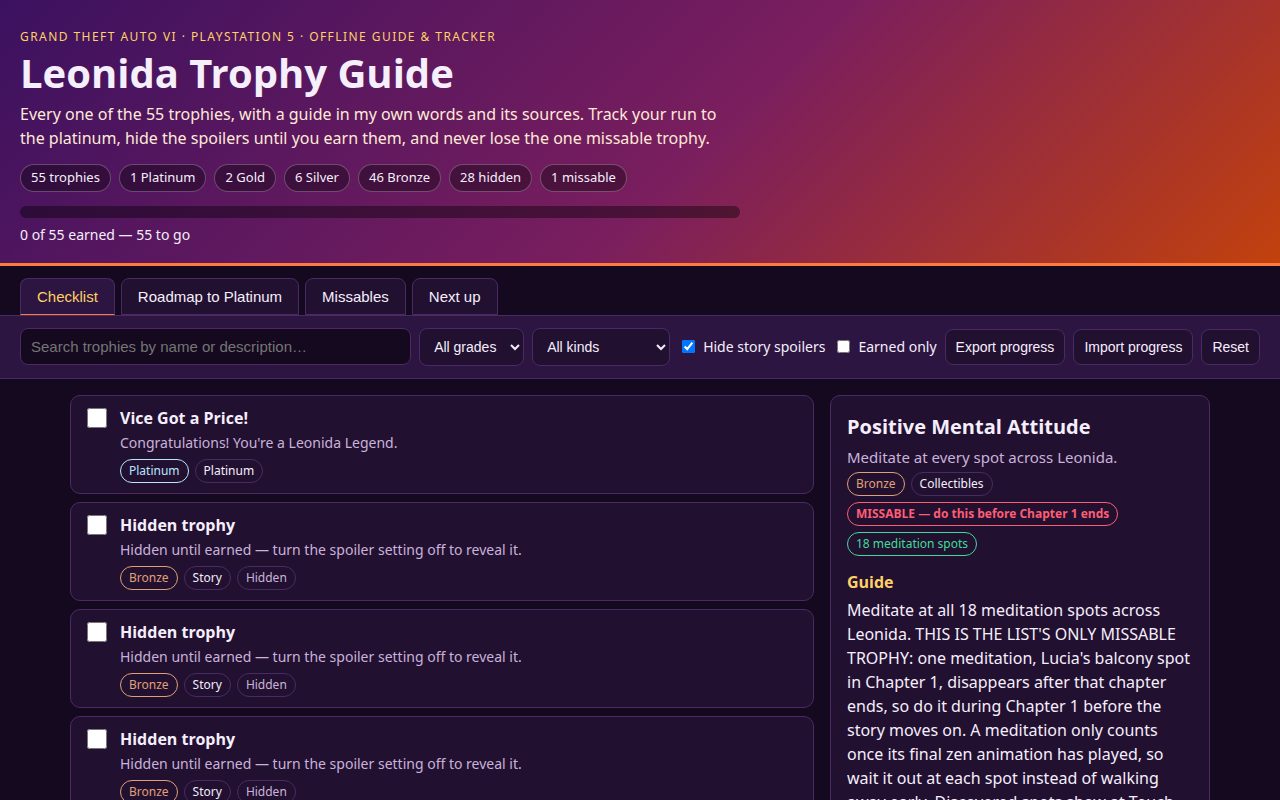 GRAND THEFT AUTO VI · PLAYSTATION 5 · OFFLINE GUIDE & TRACKER
Leonida Trophy Guide
Every one of the 55 trophies, with a guide in my own words and its sources. Track your run to
the platinum, hide the spoilers until you earn them, and never lose the one missable trophy.
55 trophies
1 Platinum
2 Gold
6 Silver
46 Bronze
28 hidden
1 missable
0 of 55 earned — 55 to go
Checklist
Roadmap to Platinum
Missables
Next up
Search trophies by name or description…
All grades
All kinds
Hide story spoilers
Earned only
Export progress
Import progress
Reset
Vice Got a Price!
Congratulations! You're a Leonida Legend.
Platinum
Platinum
Hidden trophy
Hidden until earned — turn the spoiler setting off to reveal it.
Bronze
Story
Hidden
Hidden trophy
Hidden until earned — turn the spoiler setting off to reveal it.
Bronze
Story
Hidden
Hidden trophy
Hidden until earned — turn the spoiler setting off to reveal it.
Bronze
Story
Hidden
Positive Mental Attitude
Meditate at every spot across Leonida.
Bronze
Collectibles
MISSABLE — do this before Chapter 1 ends
18 meditation spots
Guide
Meditate at all 18 meditation spots across
Leonida. THIS IS THE LIST'S ONLY MISSABLE
TROPHY: one meditation, Lucia's balcony spot
in Chapter 1, disappears after that chapter
ends, so do it during Chapter 1 before the
story moves on. A meditation only counts
once its final zen animation has played, so
wait it out at each spot instead of walking
away early. Discovered spots show at Touch